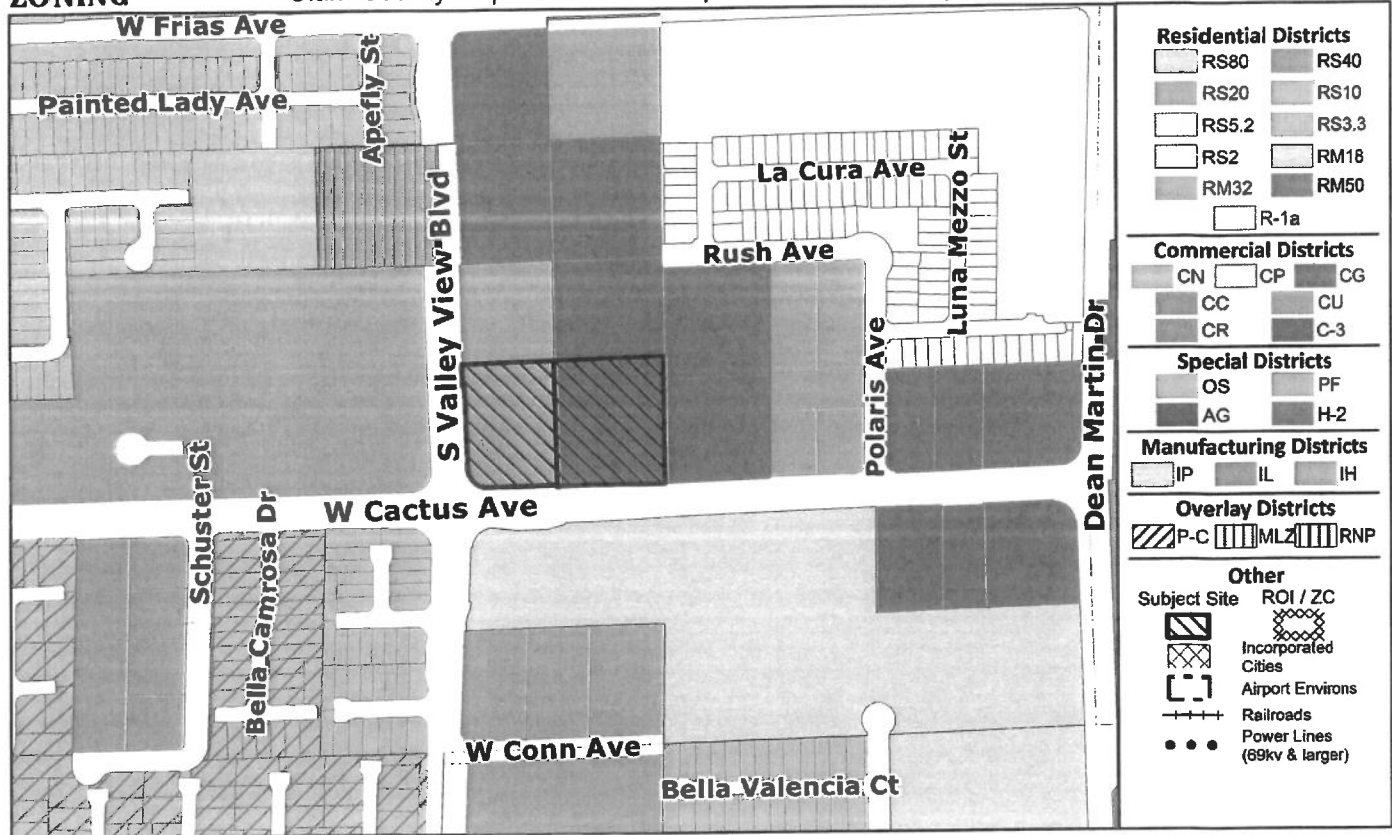 ZONING
W Frias Ave
Painted Lady Ave
Apefly St
S Valley View Blvd
La Cura Ave
Luna Mezzo St
Rush Ave
Polaris Ave
Dean Martin Dr
W Cactus Ave
Schuster St
Bella Camrosa Dr
W Conn Ave
Bella Valencia Ct
Residential Districts
RS80 RS40
RS20 RS10
RS5.2 RS3.3
RS2 RM18
RM32 RM50
R-1a
Commercial Districts
CN CP CG
CC CU
CR C-3
Special Districts
OS PF
AG H-2
Manufacturing Districts
IP IL IH
Overlay Districts
P-C MLZ RNP
Other
Subject Site ROI / ZC
Incorporated
Cities
Airport Environs
Railroads
Power Lines
(69kv & larger)